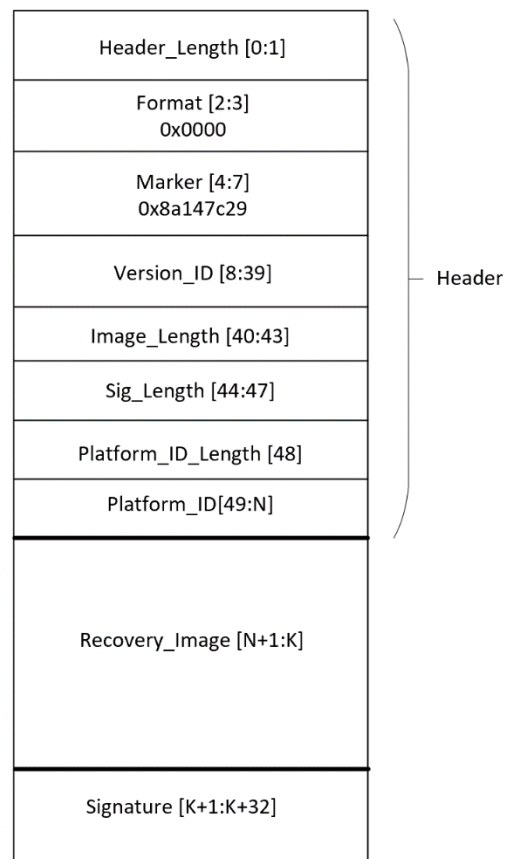 Header_Length [0:1]
Format [2:3]
0x0000
Marker [4:7]
0x8a147c29
Version_ID [8:39]
Image_Length [40:43]
Sig_Length [44:47]
Platform_ID_Length [48]
Platform_ID[49:N]
Header
Recovery_Image [N+1:K]
Signature [K+1:K+32]